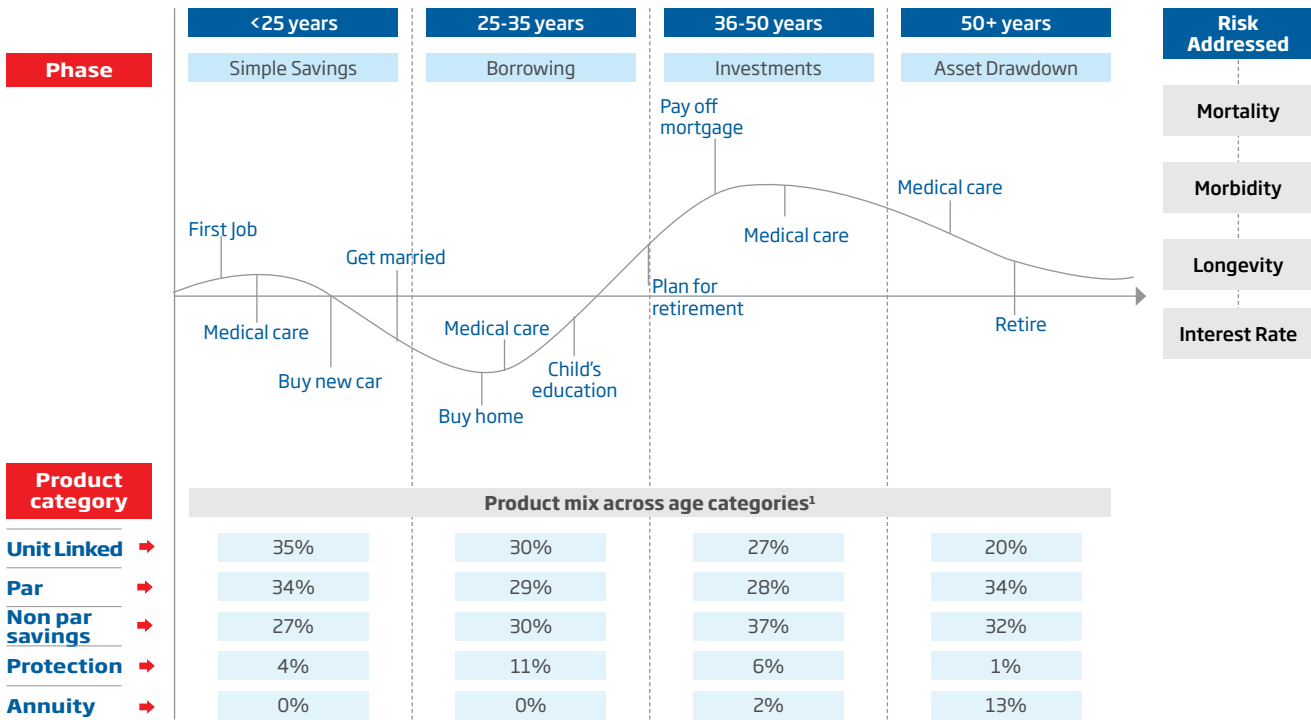 <25 years
25-35 years
36-50 years
50+ years
Risk
Addressed
Phase
Simple Savings
Borrowing
Investments
Asset Drawdown
Mortality
Morbidity
Longevity
Interest Rate
Pay off
mortgage
Medical care
First Job
Medical care
Get married
Plan for
retirement
Medical care
Medical care
Retire
Buy new car
Child's
education
Buy home
Product
category
Product mix across age categories¹
Unit Linked 35% 30% 27% 20%
Par 34% 29% 28% 34%
Non par
savings 27% 30% 37% 32%
Protection 4% 11% 6% 1%
Annuity 0% 0% 2% 13%